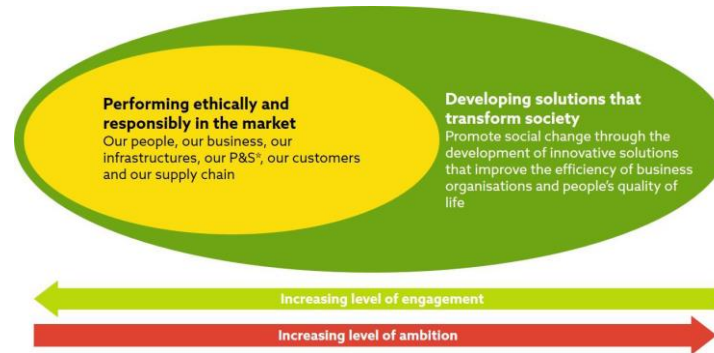 Performing ethically and
responsibly in the market
Our people, our business, our
infrastructures, our P&S*, our customers
and our supply chain
Developing solutions that
transform society
Promote social change through the
development of innovative solutions
that improve the efficiency of business
organisations and people's quality of
life
Increasing level of engagement
Increasing level of ambition